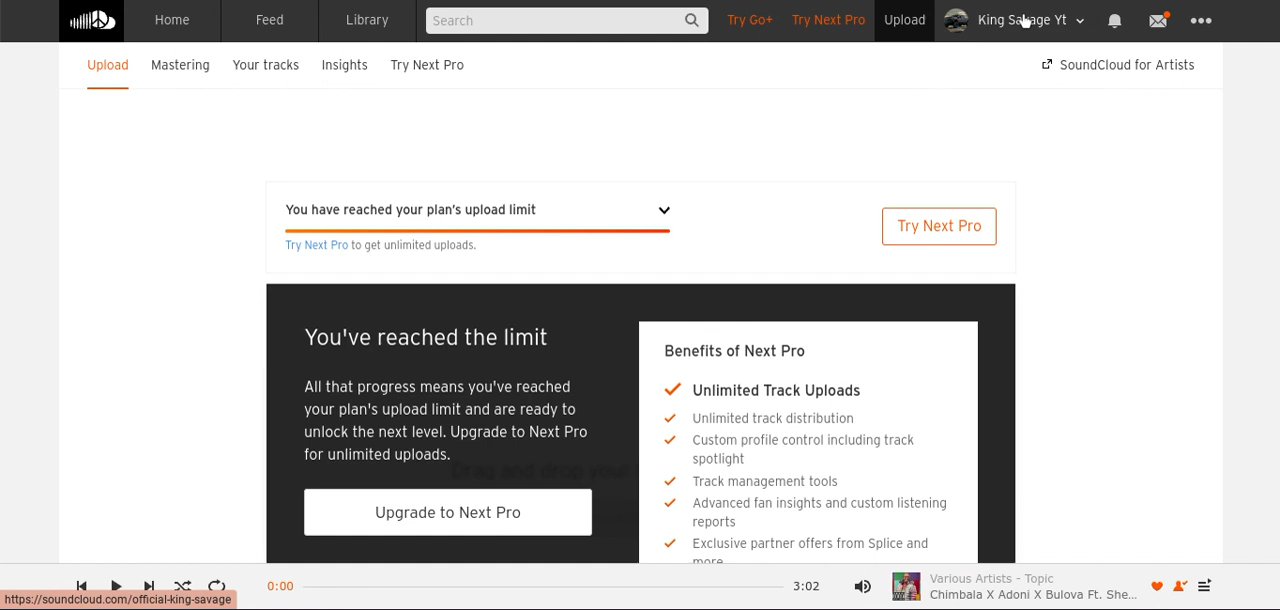 Home
Feed
Library
Search
Try Go+
Try Next Pro
Upload
King Savage Yt
Upload
Mastering
Your tracks
Insights
Try Next Pro
SoundCloud for Artists
You have reached your plan’s upload limit
Try Next Pro to get unlimited uploads.
Try Next Pro
You've reached the limit
All that progress means you've reached
your plan's upload limit and are ready to
unlock the next level. Upgrade to Next Pro
for unlimited uploads.
Drag and drop your
Upgrade to Next Pro
Benefits of Next Pro
Unlimited Track Uploads
Unlimited track distribution
Custom profile control including track
spotlight
Track management tools
Advanced fan insights and custom listening
reports
Exclusive partner offers from Splice and
more
0:00
3:02
Various Artists - Topic
Chimbala X Adoni X Bulova Ft. She...
https://soundcloud.com/official-king-savage